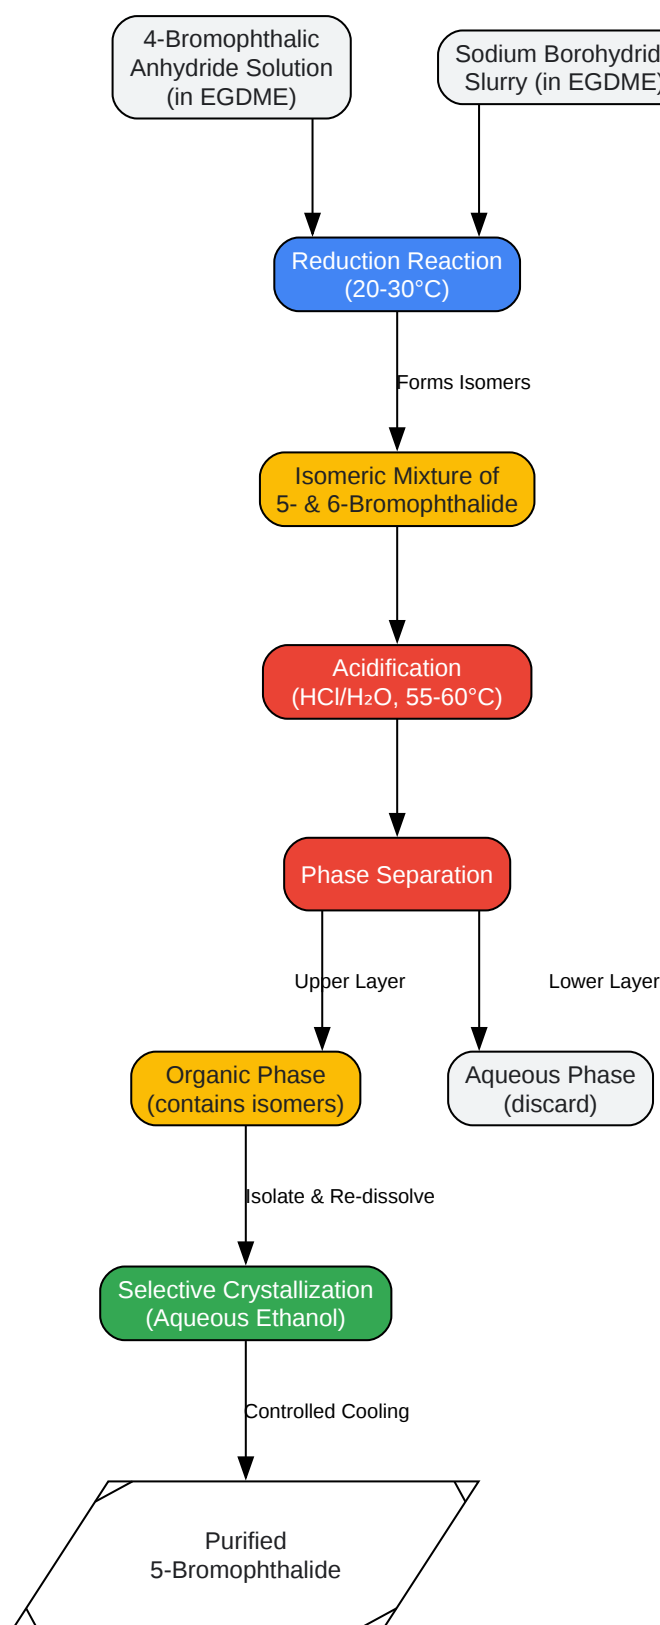 4-Bromophthalic
Anhydride Solution
(in EGDME)
Sodium Borohydrid
Slurry (in EGDME)
Reduction Reaction
(20-30°C)
Forms Isomers
Isomeric Mixture of
5- & 6-Bromophthalide
Acidification
(HCl/H₂O, 55-60°C)
Phase Separation
Upper Layer
Lower Layer
Organic Phase
(contains isomers)
Aqueous Phase
(discard)
Isolate & Re-dissolve
Selective Crystallization
(Aqueous Ethanol)
Controlled Cooling
Purified
5-Bromophthalide